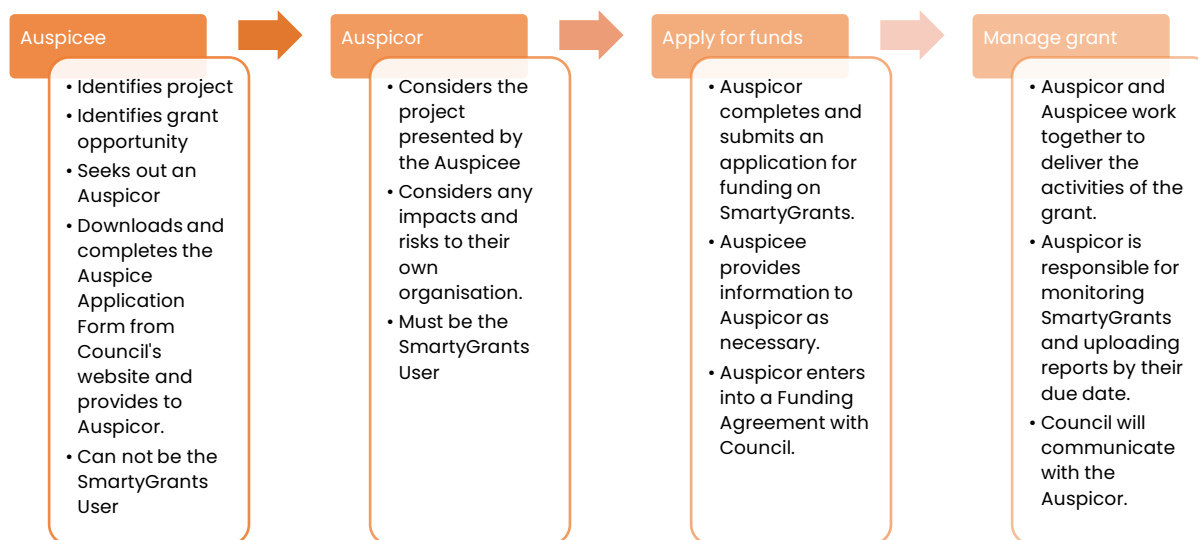 Auspicee
• Identifies project
• Identifies grant
opportunity
• Seeks out an
Auspicor
• Downloads and
completes the
Auspice
Application
Form from
Council's
website and
provides to
Auspicor.
• Can not be the
SmartyGrants
User
Auspicor
• Considers the
project
presented by
the Auspicee
• Considers any
impacts and
risks to their
own
organisation.
• Must be the
SmartyGrants
User
Apply for funds
• Auspicor
completes and
submits an
application for
funding on
SmartyGrants.
• Auspicee
provides
information to
Auspicor as
necessary.
• Auspicor enters
into a Funding
Agreement with
Council.
Manage grant
• Auspicor and
Auspicee work
together to
deliver the
activities of the
grant.
• Auspicor is
responsible for
monitoring
SmartyGrants
and uploading
reports by their
due date.
• Council will
communicate
with the
Auspicor.